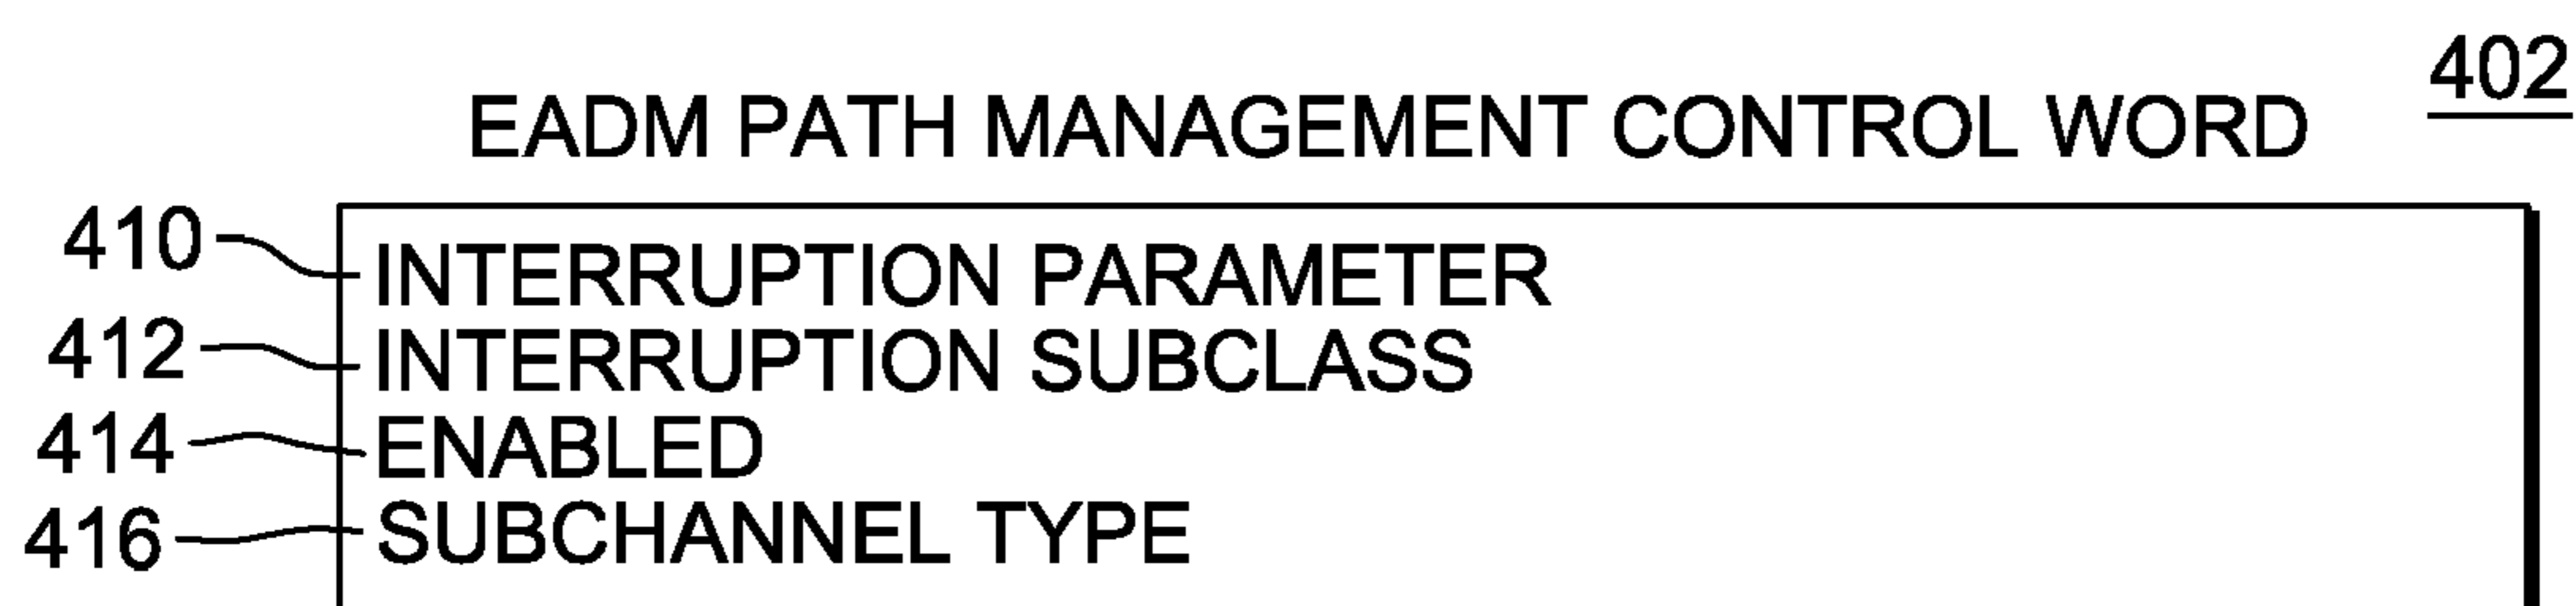 402
EADM PATH MANAGEMENT CONTROL WORD
410 INTERRUPTION PARAMETER
412 INTERRUPTION SUBCLASS
414 ENABLED
416 SUBCHANNEL TYPE